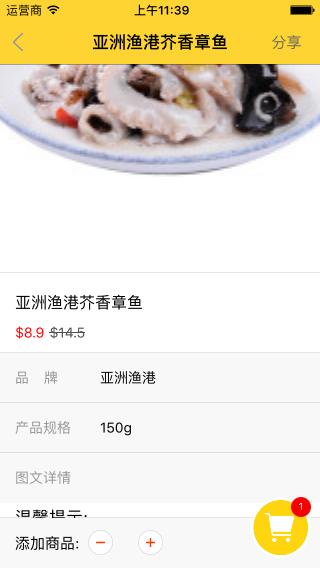 运营商 上午11:39
亚洲渔港芥香章鱼 分享
亚洲渔港芥香章鱼
$8.9 $14.5
品 牌 亚洲渔港
产品规格 150g
图文详情
温馨提示:
添加商品:
1